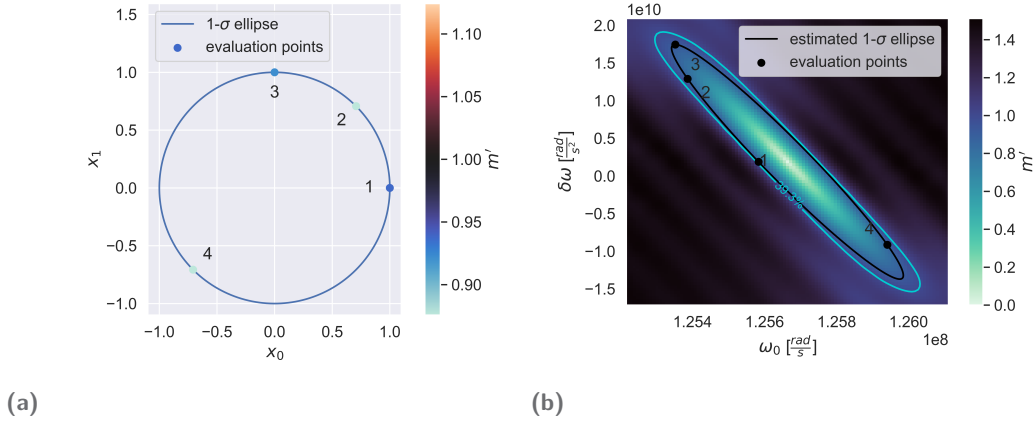 1.5
1.0
0.5
0.0
−0.5
−1.0
x₁
−1.0 −0.5 0.0 0.5 1.0
x₀
1-σ ellipse
evaluation points
3
2
1
4
1.10
1.05
1.00
0.95
0.90
m′
(a)
1e10
2.0
1.5
1.0
0.5
0.0
−0.5
−1.0
−1.5
δω [rad/s²]
1.254 1.256 1.258 1.260
1e8
ω₀ [rad/s]
estimated 1-σ ellipse
evaluation points
3
2
1
39.3%
4
1.4
1.2
1.0
0.8
0.6
0.4
0.2
0.0
m′
(b)